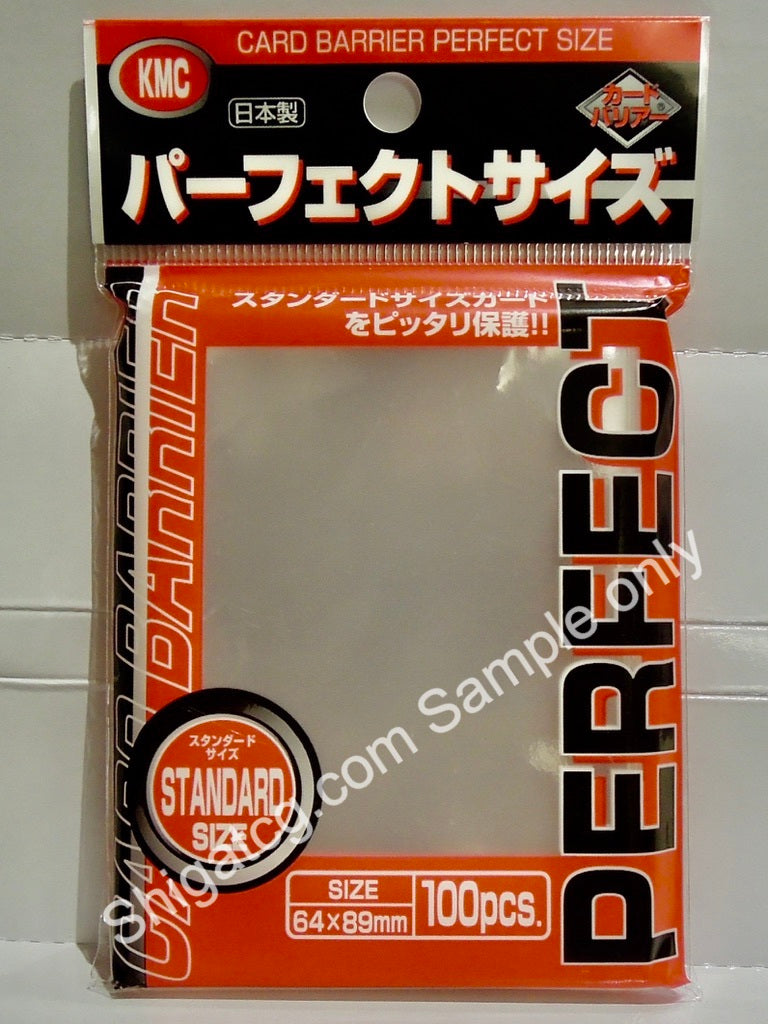 CARD BARRIER PERFECT SIZE
KMC
日本製
カード
バリアー
パーフェクトサイズ
スタンダードサイズカード
をピッタリ保護!!
CARD BARRIER
PERFECT
スタンダード
サイズ
STANDARD
SIZE
SIZE
64×89mm
100pcs.
Shigatcg.com Sample only